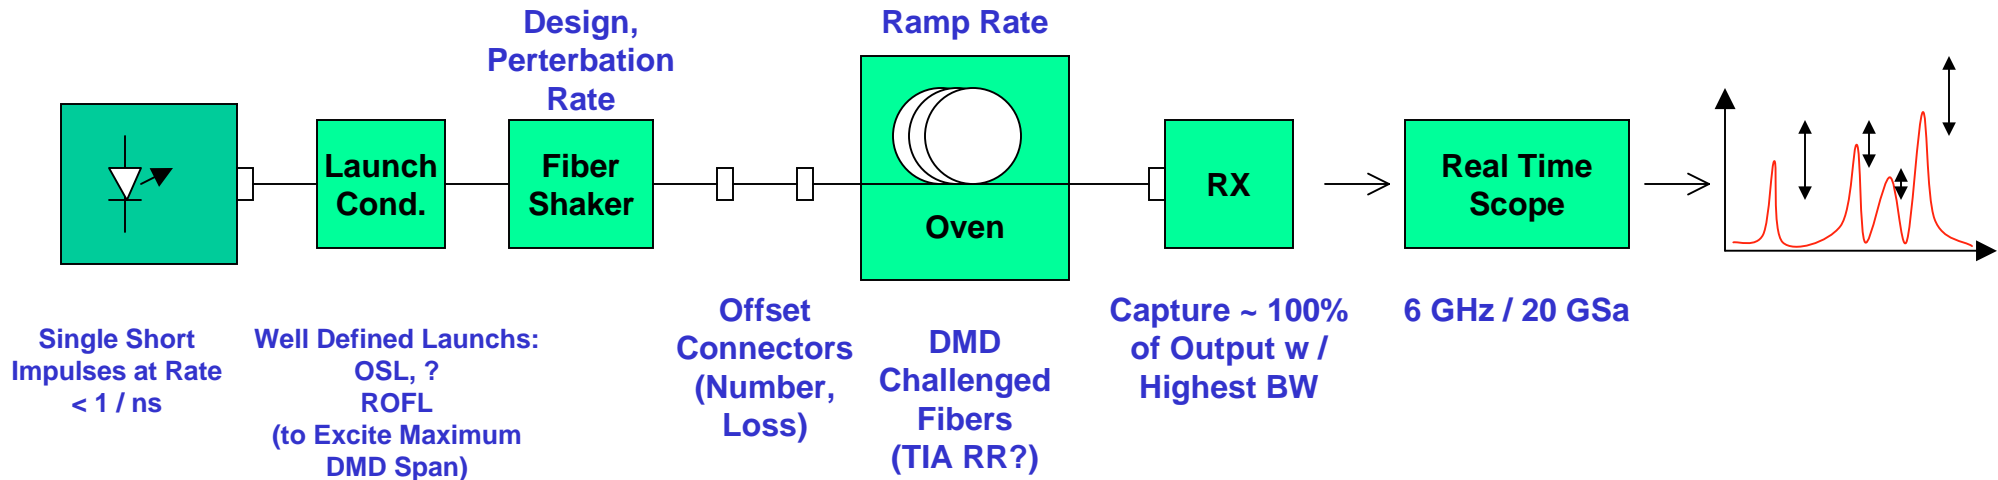 Design,
Perterbation
Rate
Ramp Rate
Launch
Cond.
Fiber
Shaker
Oven
RX
Real Time
Scope
Single Short
Impulses at Rate
< 1 / ns
Well Defined Launchs:
OSL, ?
ROFL
(to Excite Maximum
DMD Span)
Offset
Connectors
(Number,
Loss)
DMD
Challenged
Fibers
(TIA RR?)
Capture ~ 100%
of Output w /
Highest BW
6 GHz / 20 GSa